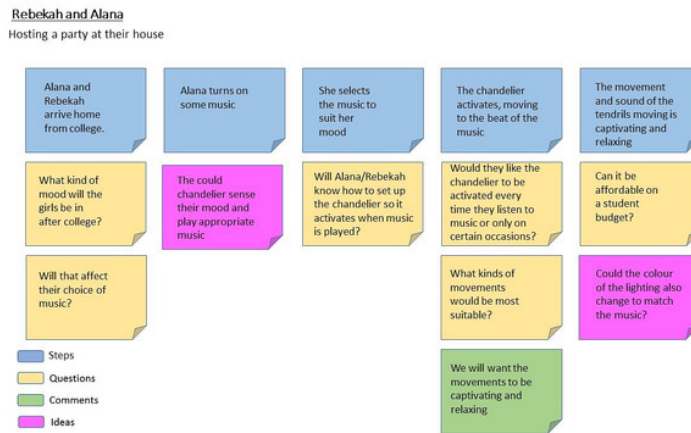 Rebekah and Alana
Hosting a party at their house
Alana and
Rebekah
arrive home
from college.
Alana turns on
some music
She selects
the music to
suit her
mood
The chandelier
activates, moving
to the beat of the
music
The movement
and sound of the
tendrils moving is
captivating and
relaxing
What kind of
mood will the
girls be in
after college?
The could
chandelier sense
their mood and
play appropriate
music
Will Alana/Rebekah
know how to set up
the chandelier so it
activates when music
is played?
Would they like the
chandelier to be
activated every
time they listen to
music or only on
certain occasions?
Can it be
affordable on
a student
budget?
Will that affect
their choice of
music?
What kinds of
movements
would be most
suitable?
Could the colour
of the lighting also
change to match
the music?
We will want the
movements to be
captivating and
relaxing
Steps
Questions
Comments
Ideas